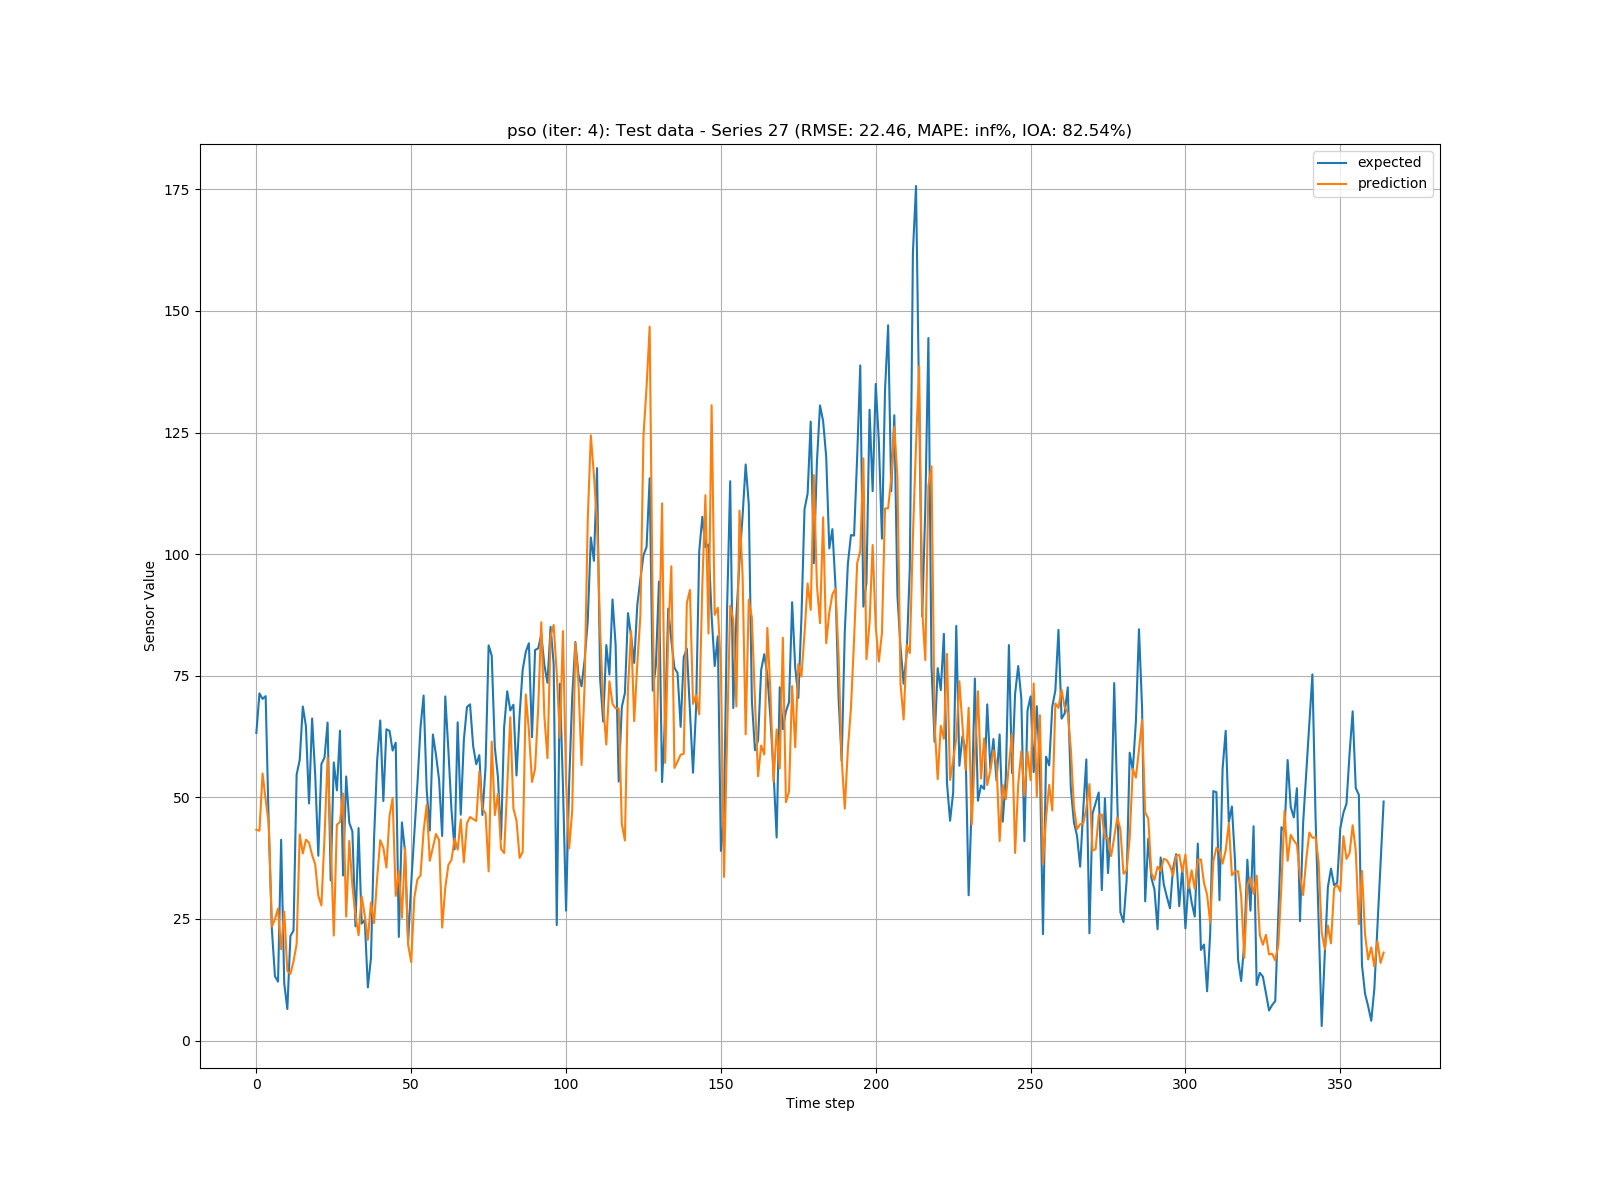 pso (iter: 4): Test data - Series 27 (RMSE: 22.46, MAPE: inf%, IOA: 82.54%)
expected
prediction
175
150
125
100
75
50
25
0
Sensor Value
0 50 100 150 200 250 300 350
Time step